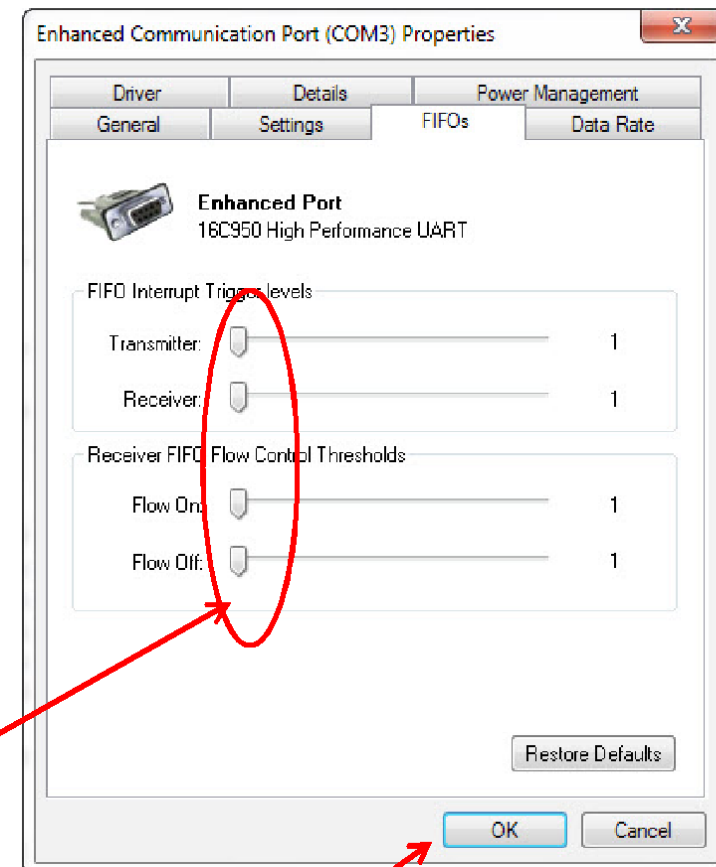 Enhanced Communication Port (COM3) Properties
Driver Details Power Management
General Settings FIFOs Data Rate
Enhanced Port
16C950 High Performance UART
FIFO Interrupt Trigger levels
Transmitter: 1
Receiver: 1
Receiver FIFO Flow Control Thresholds
Flow On: 1
Flow Off: 1
Restore Defaults
OK Cancel